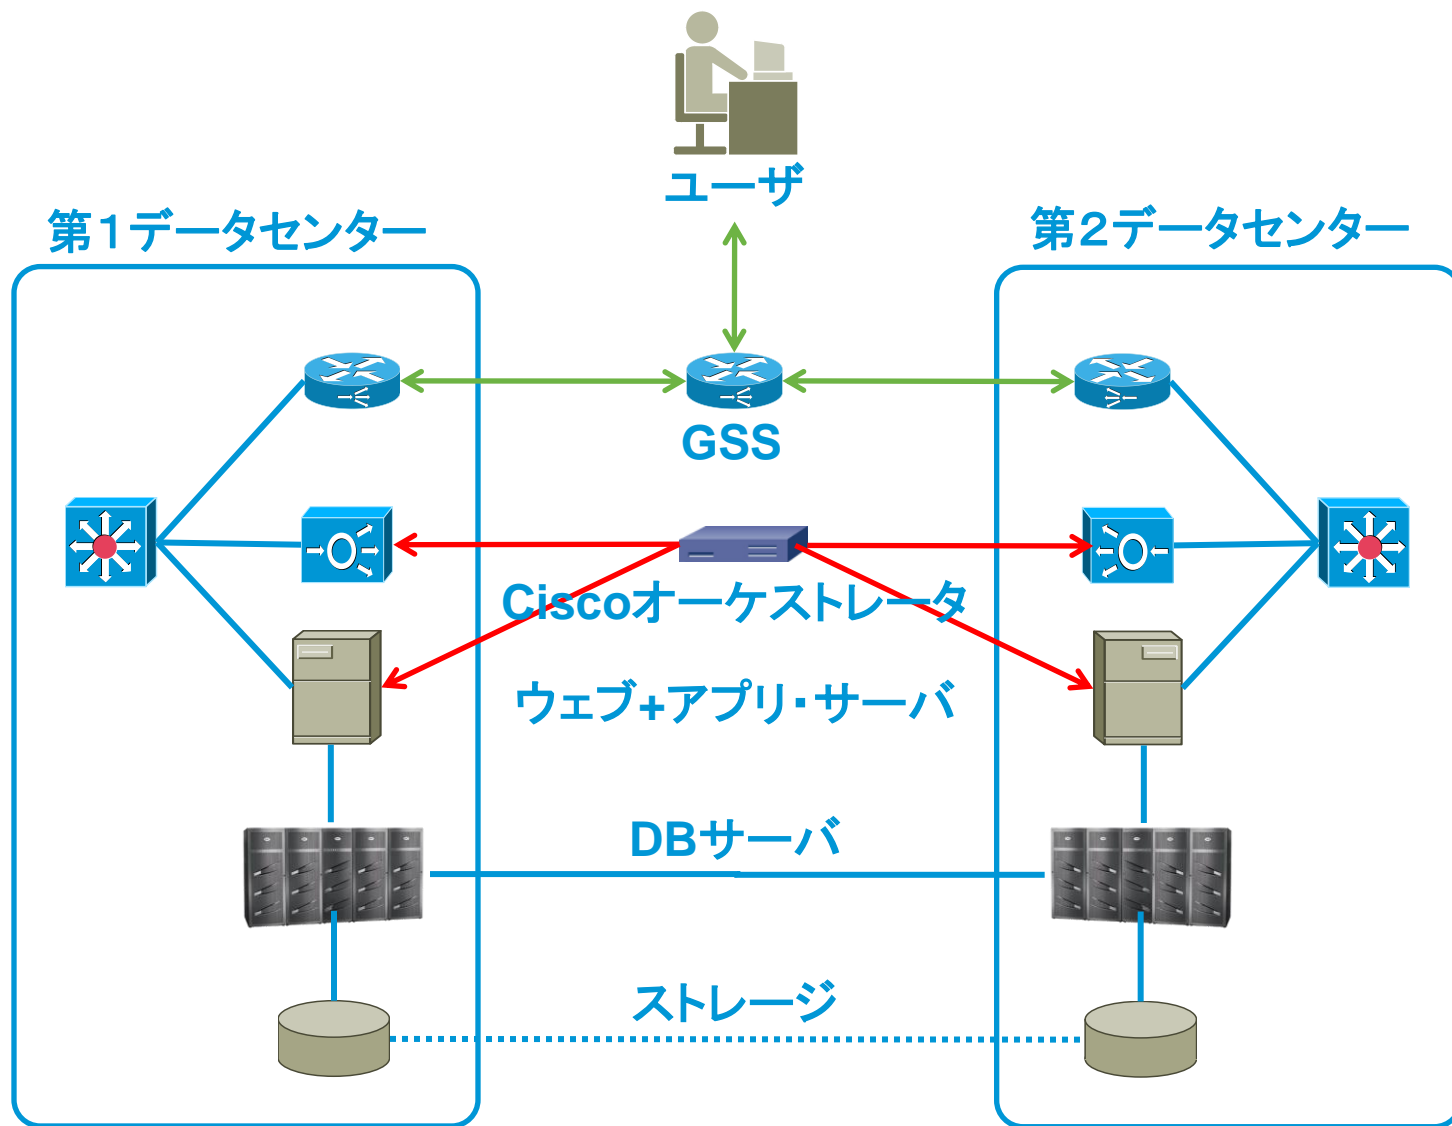 ユーザ
第１データセンター
第２データセンター
GSS
Ciscoオーケストレータ
ウェブ+アプリ・サーバ
DBサーバ
ストレージ